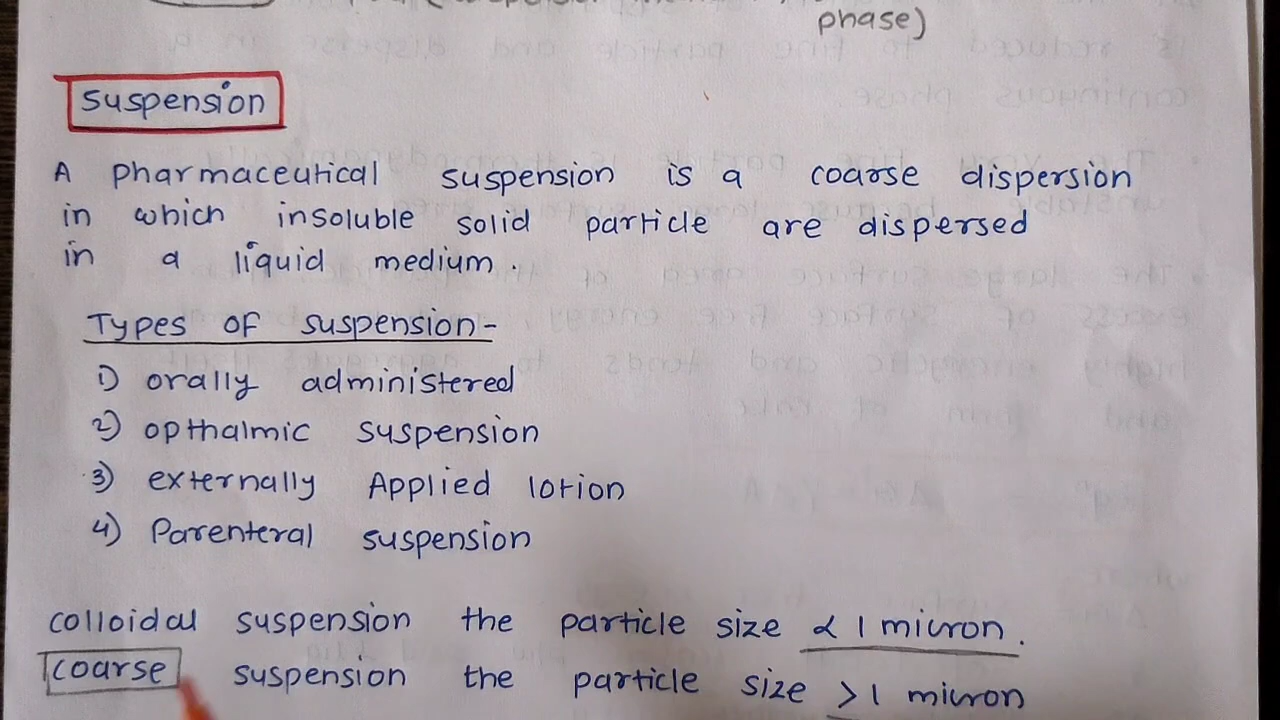 phase)
suspension
A pharmaceutical suspension is a coarse dispersion
in which insoluble solid particle are dispersed
in a liquid medium.
Types of suspension-
1) orally administered
2) opthalmic suspension
3) externally Applied lotion
4) Parenteral suspension
colloidal suspension the particle size < 1 micron.
coarse suspension the particle size > 1 micron